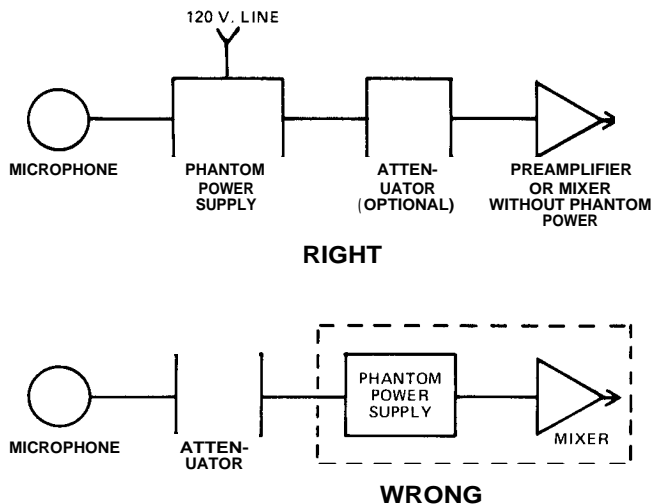 120 V. LINE
MICROPHONE
PHANTOM
POWER
SUPPLY
ATTEN-
UATOR
(OPTIONAL)
PREAMPLIFIER
OR MIXER
WITHOUT PHANTOM
POWER
RIGHT
MICROPHONE
ATTEN-
UATOR
PHANTOM
POWER
SUPPLY
MIXER
WRONG